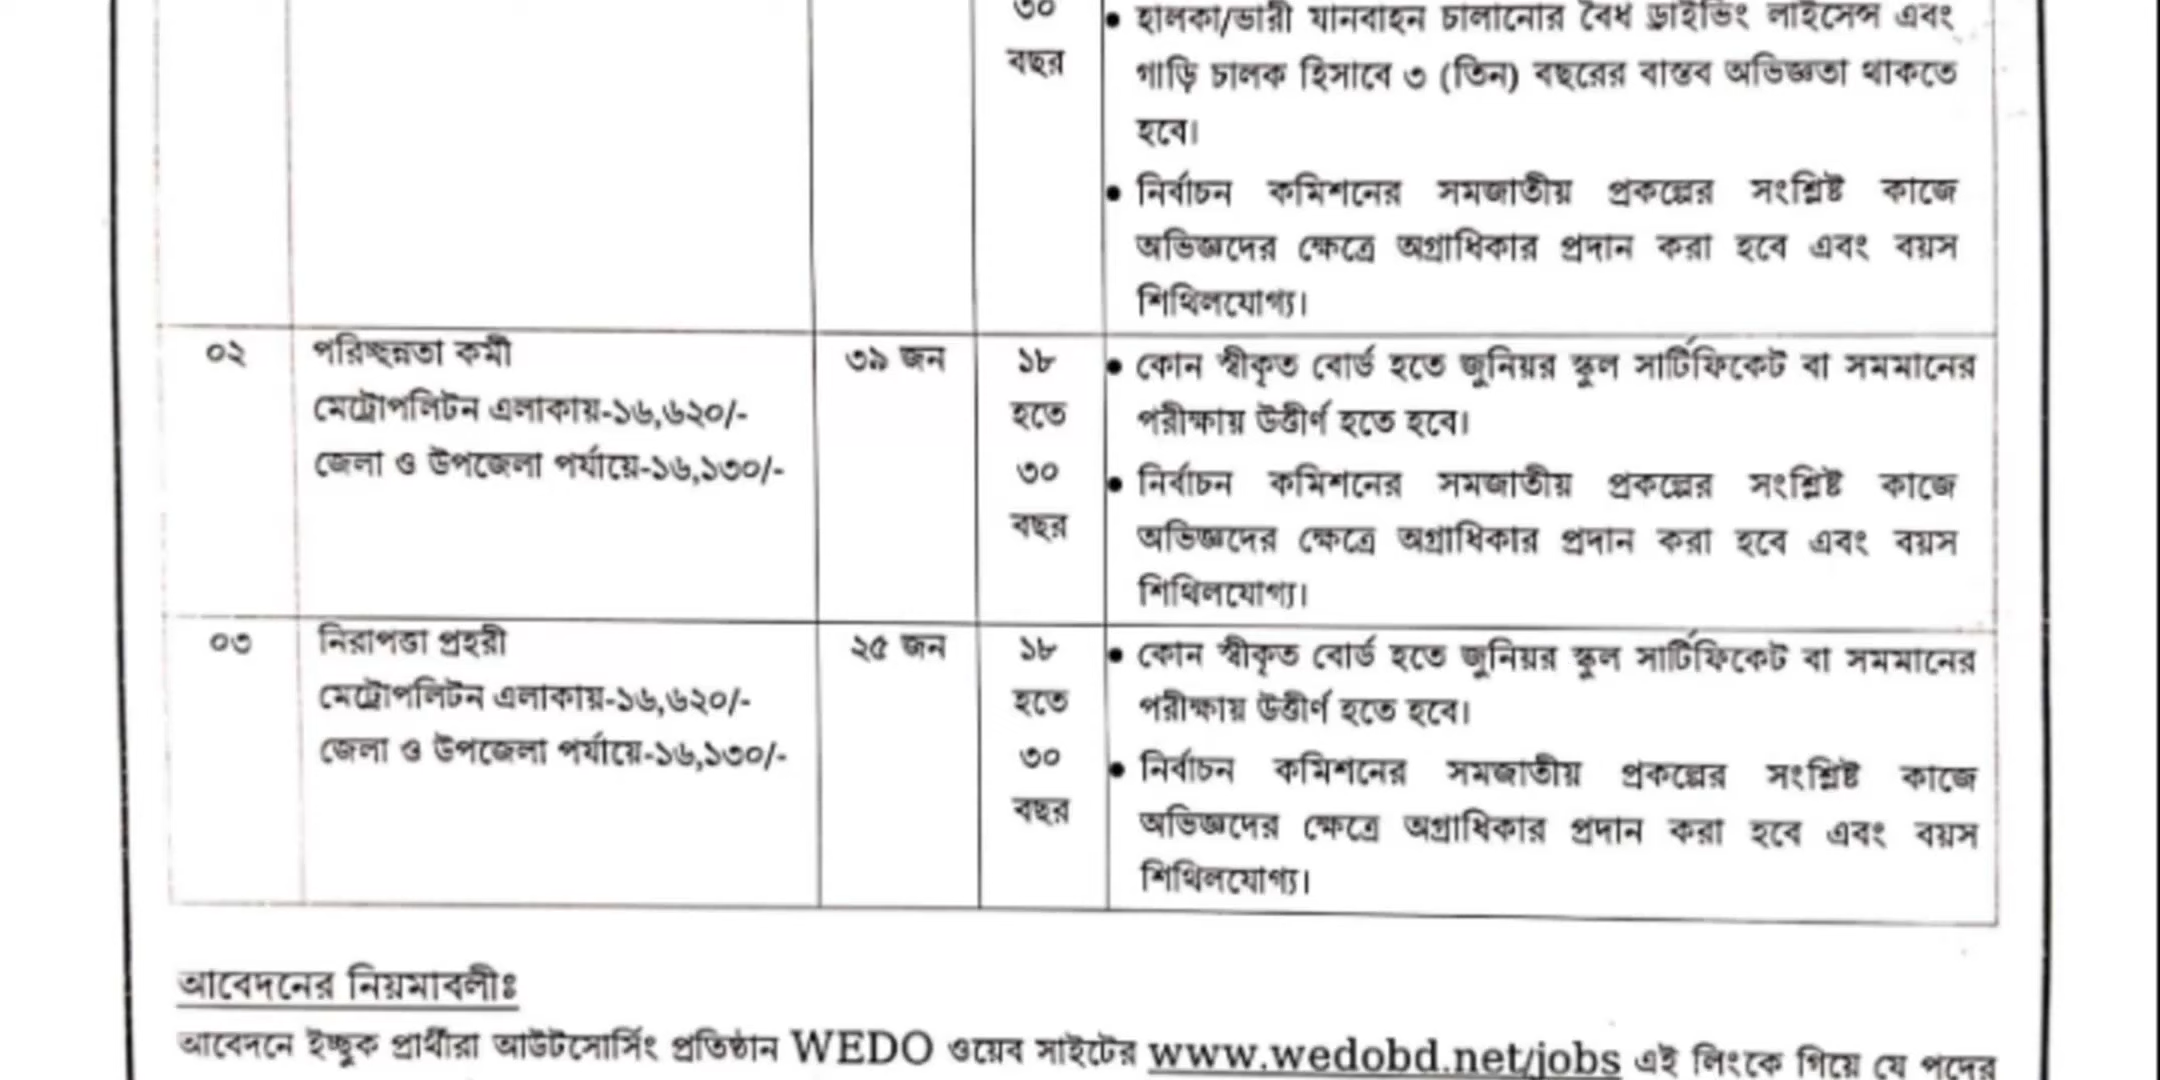 ৩০
বছর
• হালকা/ভারী যানবাহন চালানোর বৈধ ড্রাইভিং লাইসেন্স এবং
গাড়ি চালক হিসাবে ৩ (তিন) বছরের বাস্তব অভিজ্ঞতা থাকতে
হবে।
• নির্বাচন কমিশনের সমজাতীয় প্রকল্পের সংশ্লিষ্ট কাজে
অভিজ্ঞদের ক্ষেত্রে অগ্রাধিকার প্রদান করা হবে এবং বয়স
শিথিলযোগ্য।
০২
পরিচ্ছন্নতা কর্মী
মেট্রোপলিটন এলাকায়-১৬,৬২০/-
জেলা ও উপজেলা পর্যায়ে-১৬,১৩০/-
৩৯ জন
১৮
হতে
৩০
বছর
• কোন স্বীকৃত বোর্ড হতে জুনিয়র স্কুল সার্টিফিকেট বা সমমানের
পরীক্ষায় উত্তীর্ণ হতে হবে।
• নির্বাচন কমিশনের সমজাতীয় প্রকল্পের সংশ্লিষ্ট কাজে
অভিজ্ঞদের ক্ষেত্রে অগ্রাধিকার প্রদান করা হবে এবং বয়স
শিথিলযোগ্য।
০৩
নিরাপত্তা প্রহরী
মেট্রোপলিটন এলাকায়-১৬,৬২০/-
জেলা ও উপজেলা পর্যায়ে-১৬,১৩০/-
২৫ জন
১৮
হতে
৩০
বছর
• কোন স্বীকৃত বোর্ড হতে জুনিয়র স্কুল সার্টিফিকেট বা সমমানের
পরীক্ষায় উত্তীর্ণ হতে হবে।
• নির্বাচন কমিশনের সমজাতীয় প্রকল্পের সংশ্লিষ্ট কাজে
অভিজ্ঞদের ক্ষেত্রে অগ্রাধিকার প্রদান করা হবে এবং বয়স
শিথিলযোগ্য।
আবেদনের নিয়মাবলীঃ
আবেদনে ইচ্ছুক প্রার্থীরা আউটসোর্সিং প্রতিষ্ঠান WEDO ওয়েব সাইটের www.wedobd.net/jobs এই লিংকে গিয়ে যে পদের